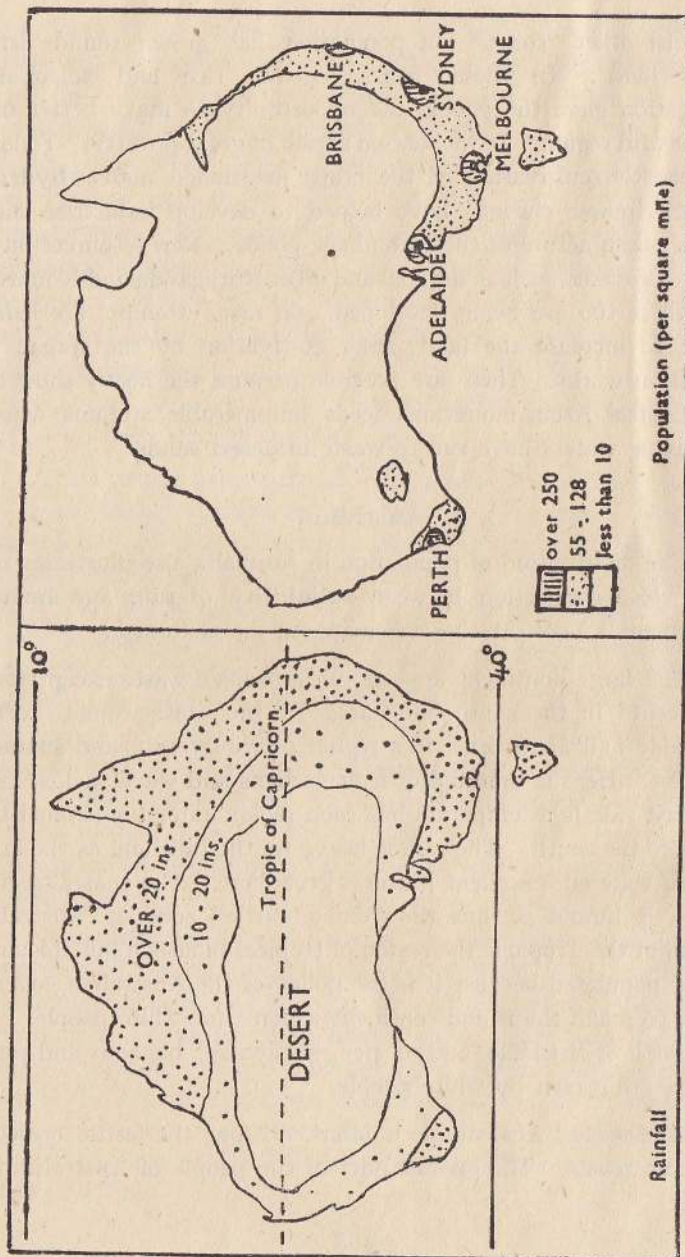 10°
OVER 20 ins.
10 - 20 ins.
Tropic of Capricorn
DESERT
40°
Rainfall
BRISBANE
SYDNEY
MELBOURNE
ADELAIDE
PERTH
over 250
55 - 128
less than 10
Population (per square mile)